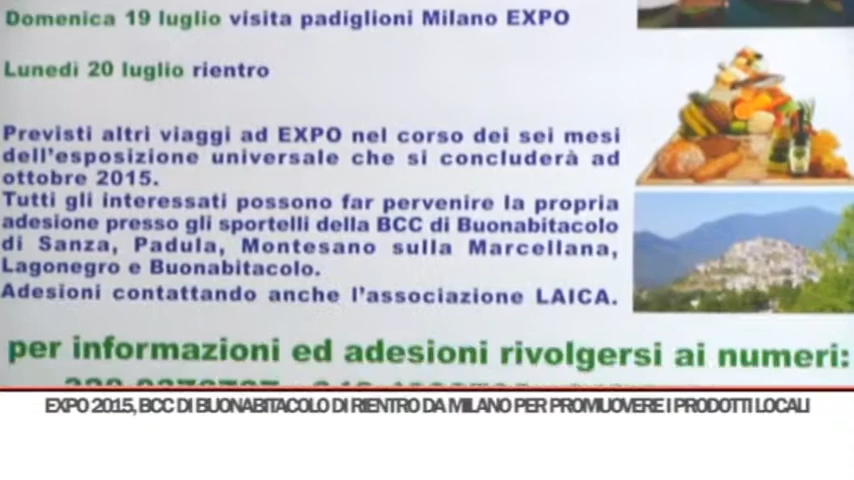 Domenica 19 luglio visita padiglioni Milano EXPO
Lunedì 20 luglio rientro
Previsti altri viaggi ad EXPO nel corso dei sei mesi
dell'esposizione universale che si concluderà ad
ottobre 2015.
Tutti gli interessati possono far pervenire la propria
adesione presso gli sportelli della BCC di Buonabitacolo
di Sanza, Padula, Montesano sulla Marcellana,
Lagonegro e Buonabitacolo.
Adesioni contattando anche l'associazione LAICA.
per informazioni ed adesioni rivolgersi ai numeri:
EXPO 2015, BCC DI BUONABITACOLO DI RIENTRO DA MILANO PER PROMUOVERE I PRODOTTI LOCALI